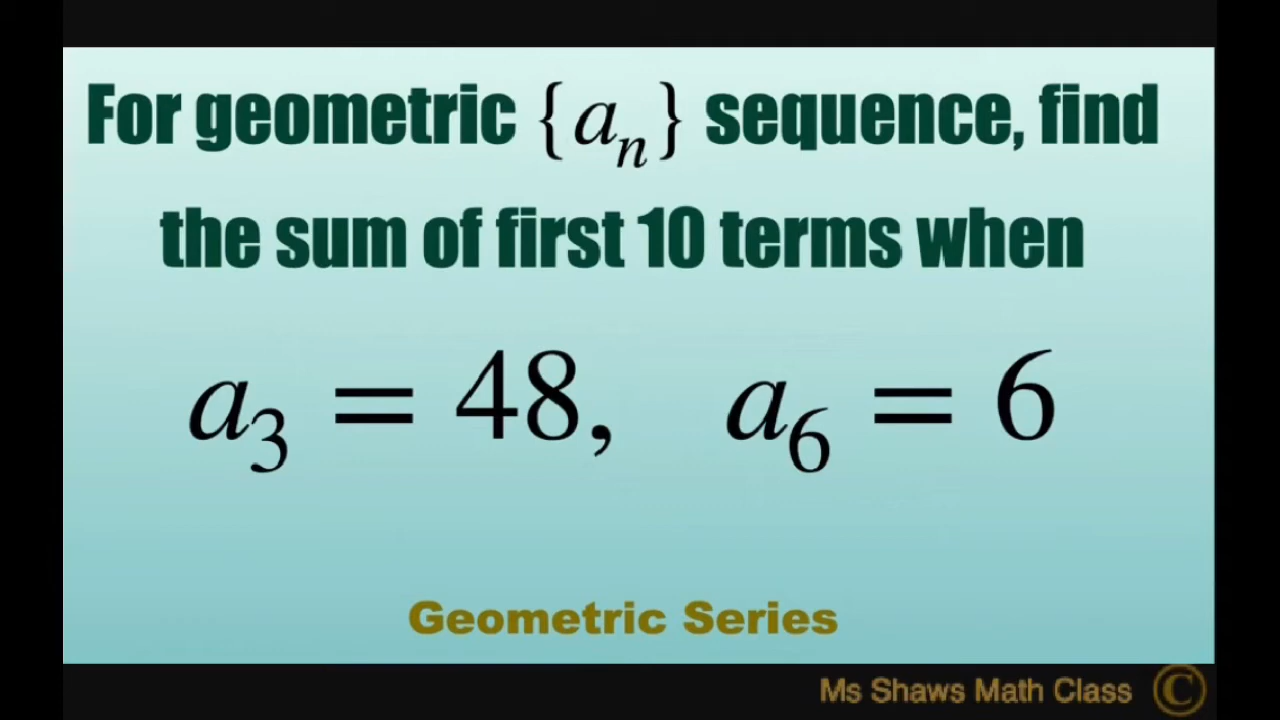 For geometric {aₙ} sequence, find
the sum of first 10 terms when
a₃ = 48, a₆ = 6
Geometric Series
Ms Shaws Math Class ©